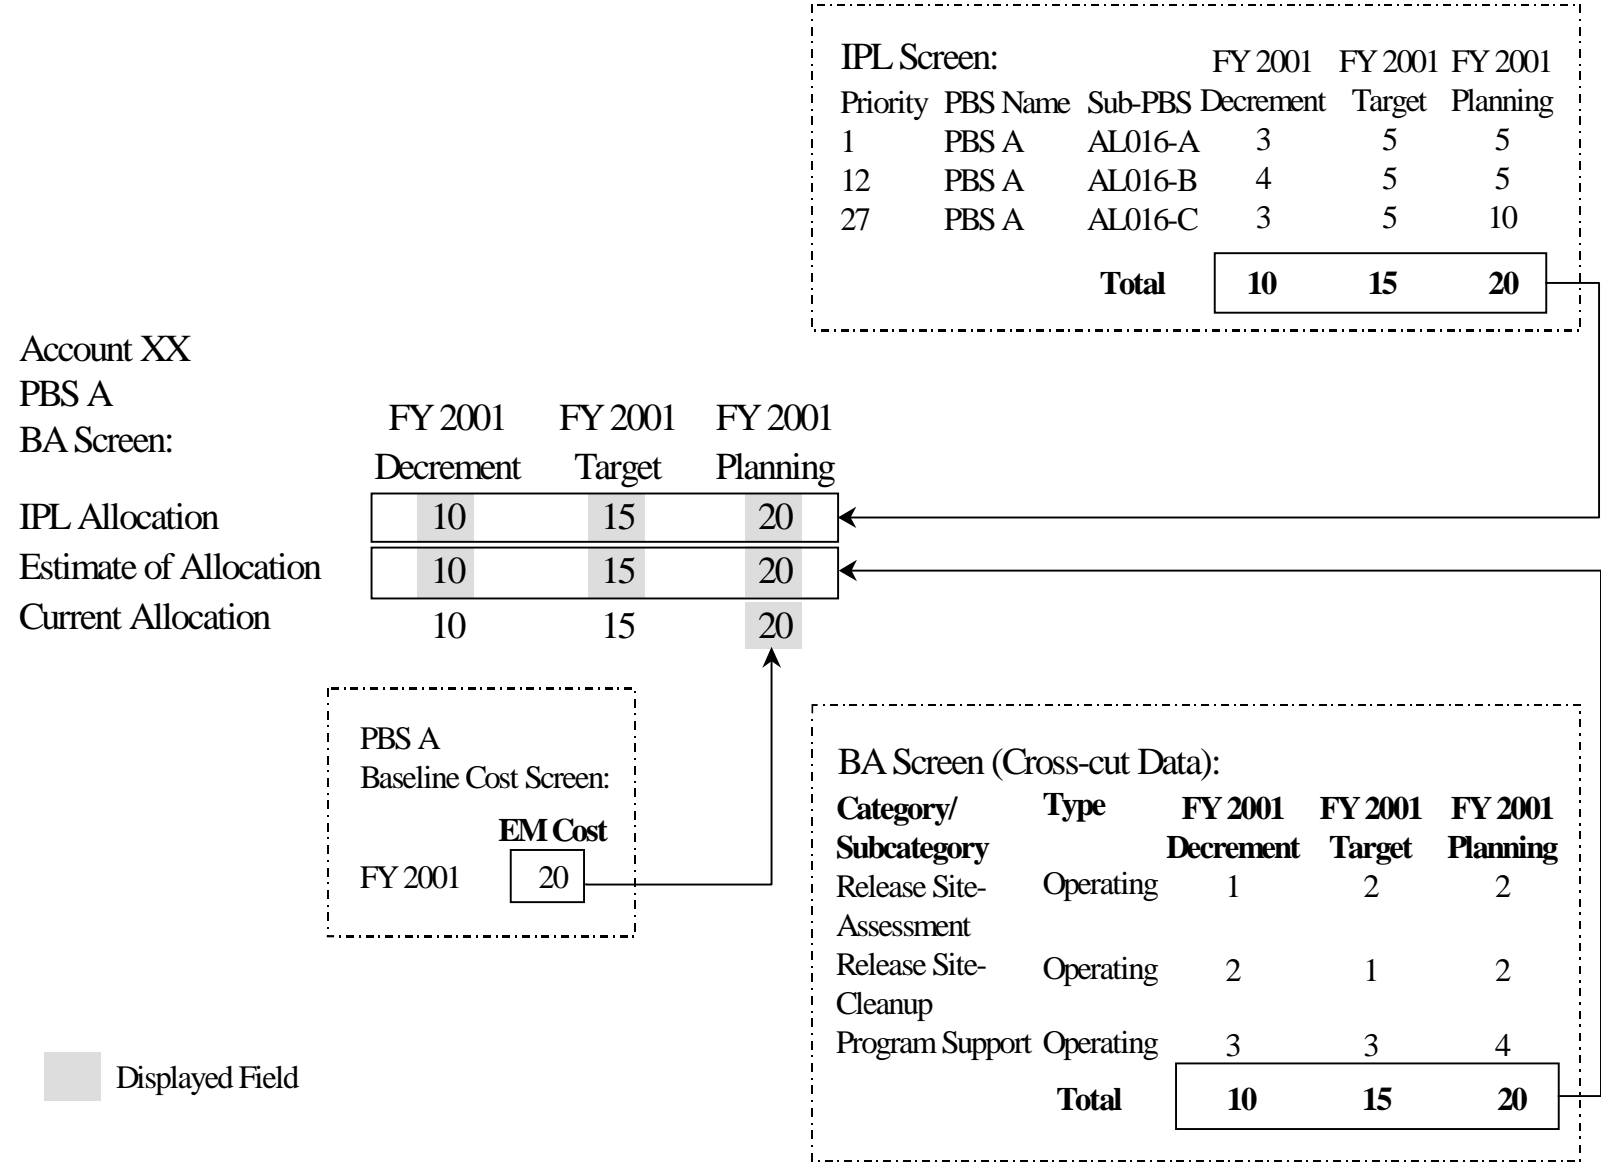 IPL Screen: FY 2001 FY 2001 FY 2001
Priority PBS Name Sub-PBS Decrement Target Planning
1 PBS A AL016-A 3 5 5
12 PBS A AL016-B 4 5 5
27 PBS A AL016-C 3 5 10
Total 10 15 20
Account XX
PBS A
BA Screen:
FY 2001 FY 2001 FY 2001
Decrement Target Planning
IPL Allocation 10 15 20
Estimate of Allocation 10 15 20
Current Allocation 10 15 20
PBS A
Baseline Cost Screen:
EM Cost
FY 2001 20
BA Screen (Cross-cut Data):
Category/ Type FY 2001 FY 2001 FY 2001
Subcategory Decrement Target Planning
Release Site- Operating 1 2 2
Assessment
Release Site- Operating 2 1 2
Cleanup
Program Support Operating 3 3 4
Total 10 15 20
Displayed Field